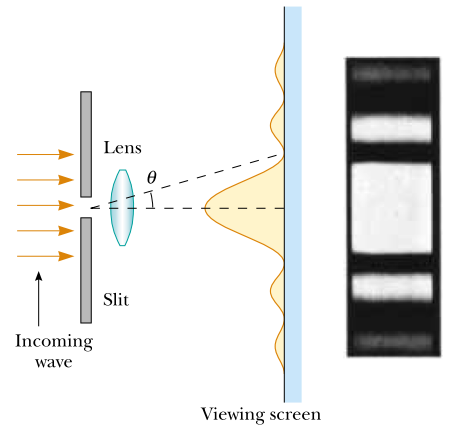 Lens
θ
Slit
Incoming
wave
Viewing screen